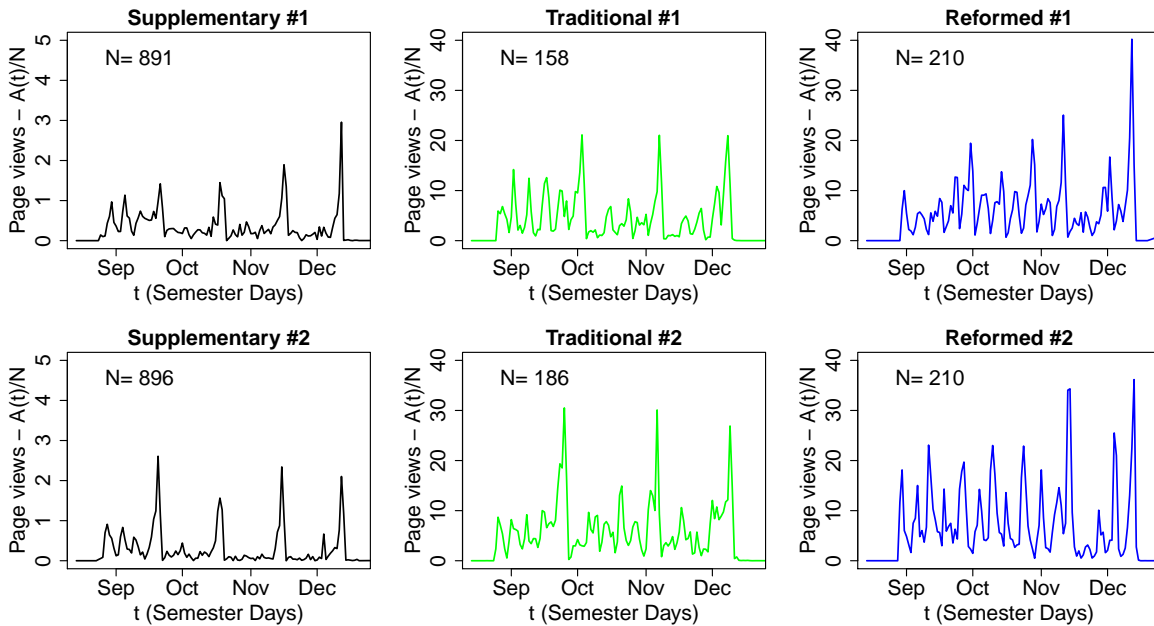 Supplementary #1
Page views – A(t)/N
0 1 2 3 4 5
N= 891
Sep Oct Nov Dec
t (Semester Days)
Traditional #1
Page views – A(t)/N
0 10 20 30 40
N= 158
Sep Oct Nov Dec
t (Semester Days)
Reformed #1
Page views – A(t)/N
0 10 20 30 40
N= 210
Sep Oct Nov Dec
t (Semester Days)
Supplementary #2
Page views – A(t)/N
0 1 2 3 4 5
N= 896
Sep Oct Nov Dec
t (Semester Days)
Traditional #2
Page views – A(t)/N
0 10 20 30 40
N= 186
Sep Oct Nov Dec
t (Semester Days)
Reformed #2
Page views – A(t)/N
0 10 20 30 40
N= 210
Sep Oct Nov Dec
t (Semester Days)